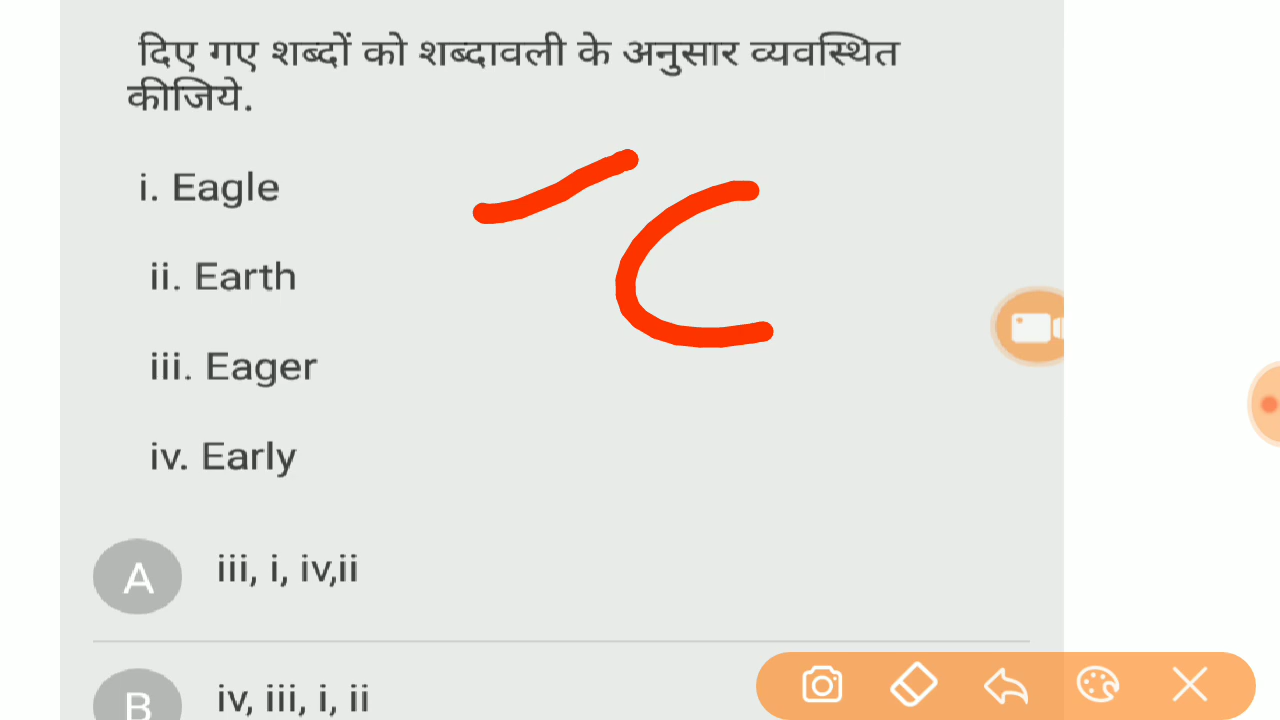 दिए गए शब्दों को शब्दावली के अनुसार व्यवस्थित
कीजिये.
i. Eagle
ii. Earth
iii. Eager
iv. Early
A iii, i, iv,ii
B iv, iii, i, ii